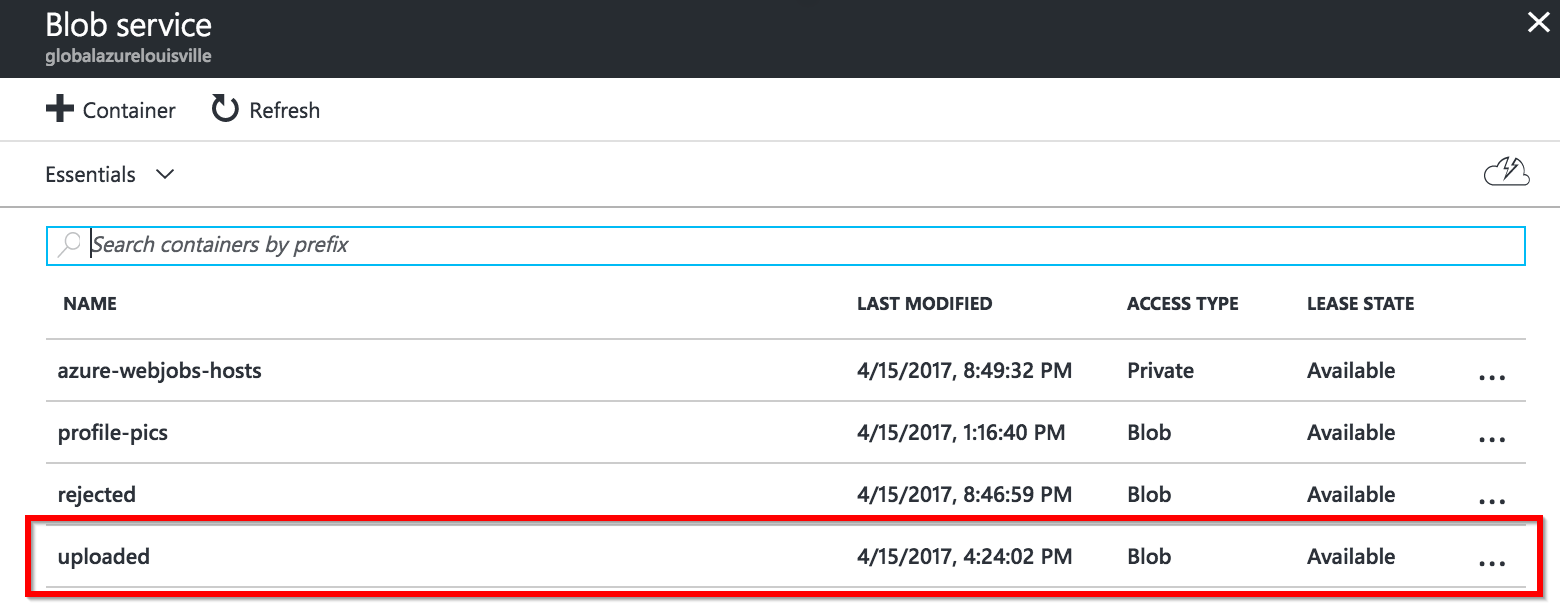 Blob service
globalazurelouisville
Container Refresh
Essentials
Search containers by prefix
NAME LAST MODIFIED ACCESS TYPE LEASE STATE
azure-webjobs-hosts 4/15/2017, 8:49:32 PM Private Available ...
profile-pics 4/15/2017, 1:16:40 PM Blob Available ...
rejected 4/15/2017, 8:46:59 PM Blob Available ...
uploaded 4/15/2017, 4:24:02 PM Blob Available ...